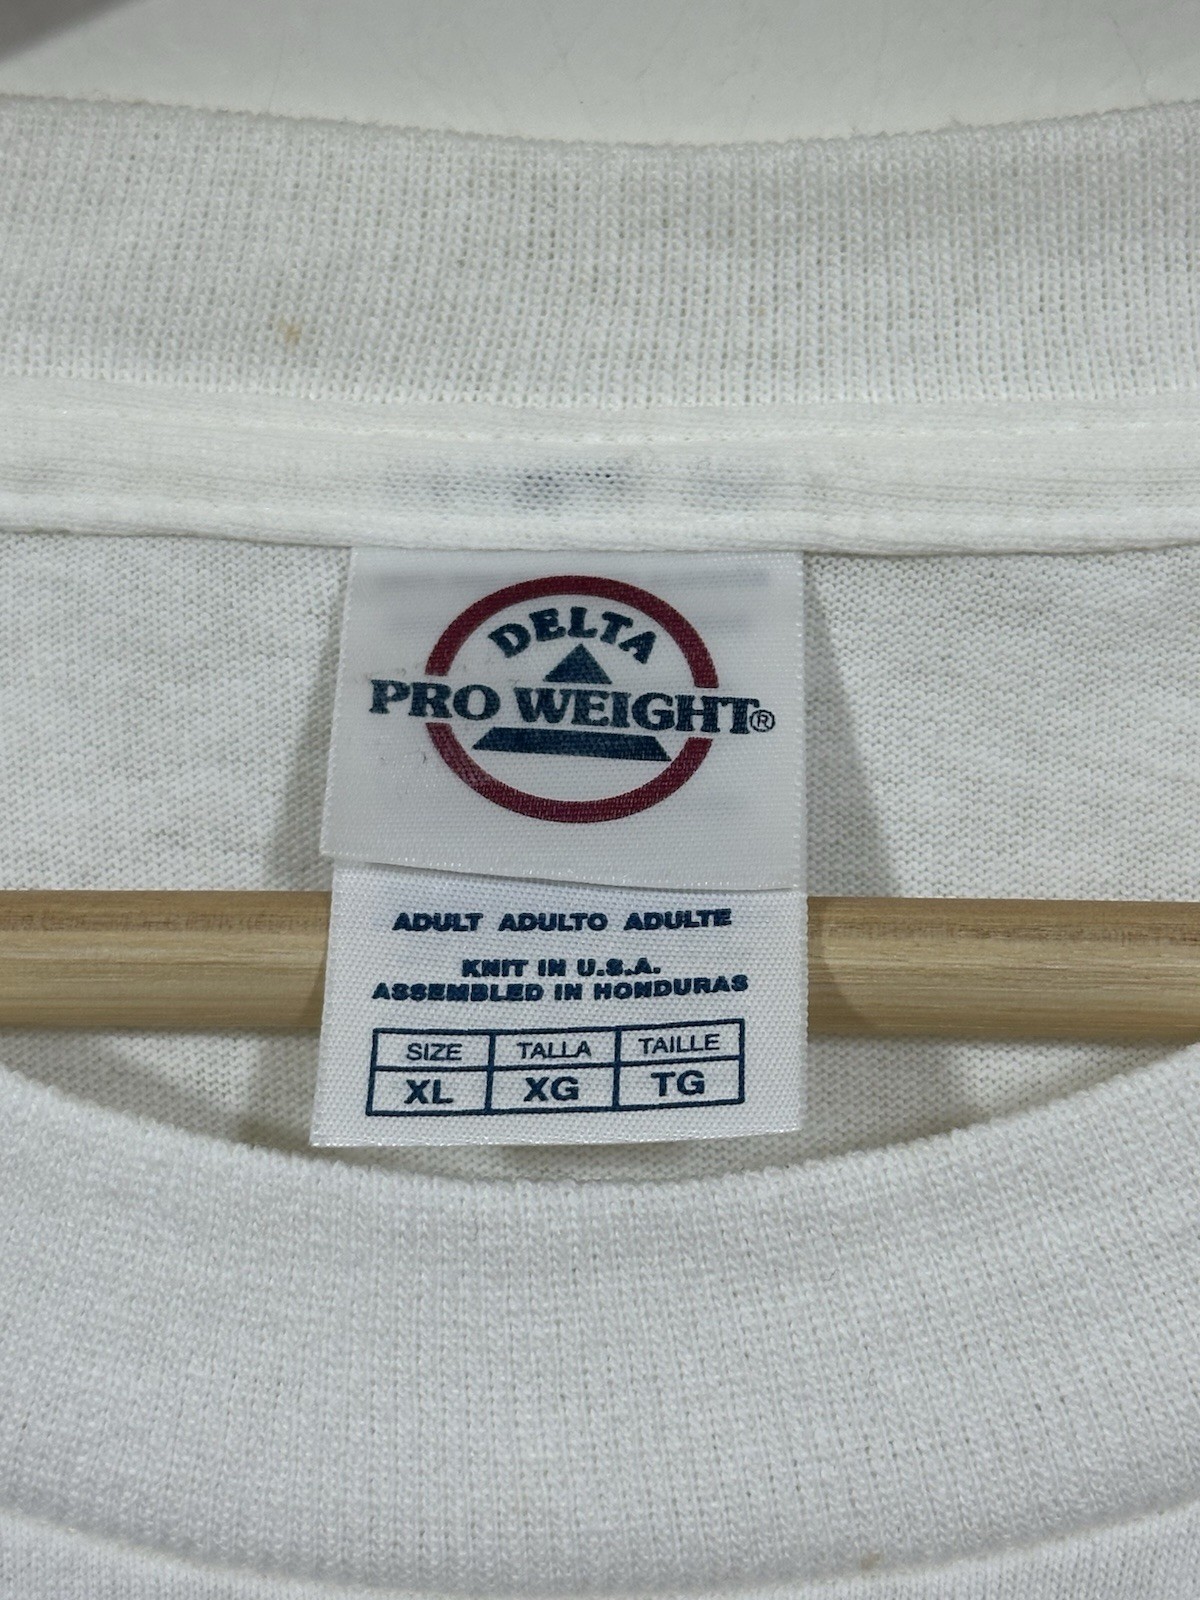 DELTA
PRO WEIGHT®
ADULT ADULTO ADULTE
KNIT IN U.S.A.
ASSEMBLED IN HONDURAS
SIZE TALLA TAILLE
XL XG TG